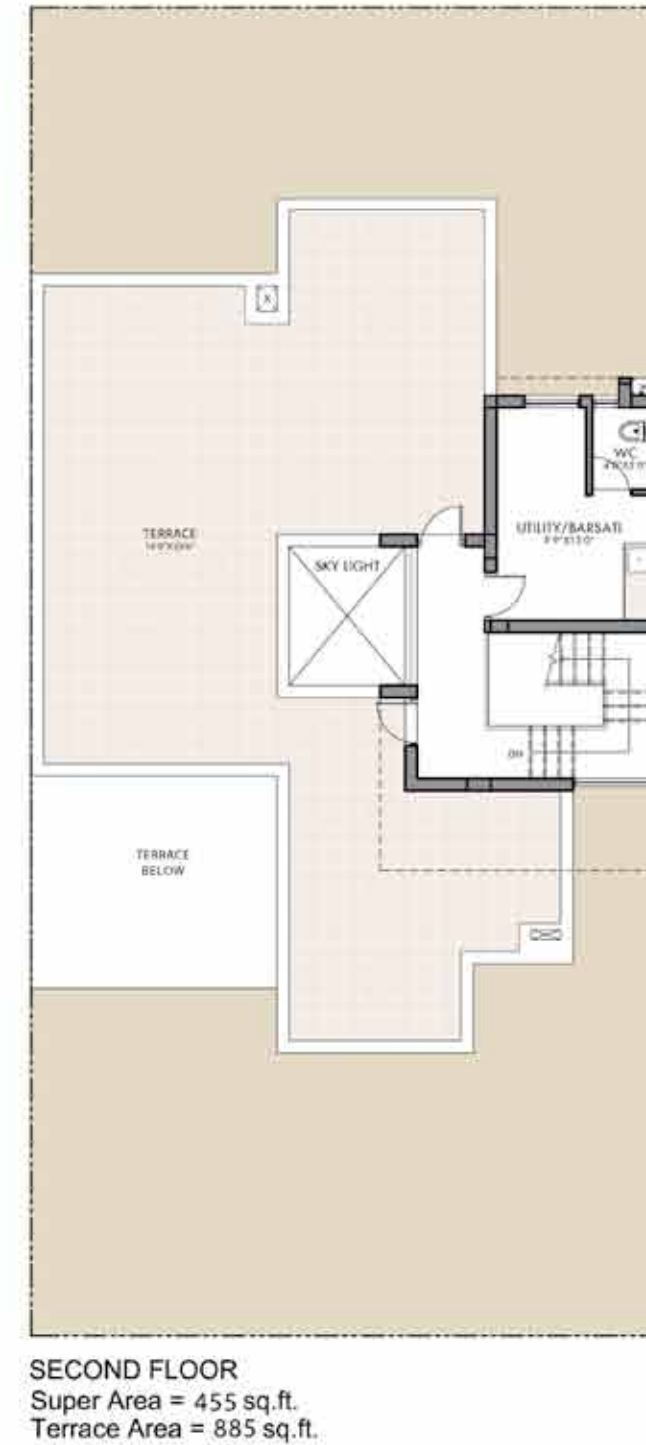 X
WC
TERRACE
UTILITY/BARSATI
SKY LIGHT
DN
TERRACE
BELOW
SECOND FLOOR
Super Area = 455 sq.ft.
Terrace Area = 885 sq.ft.